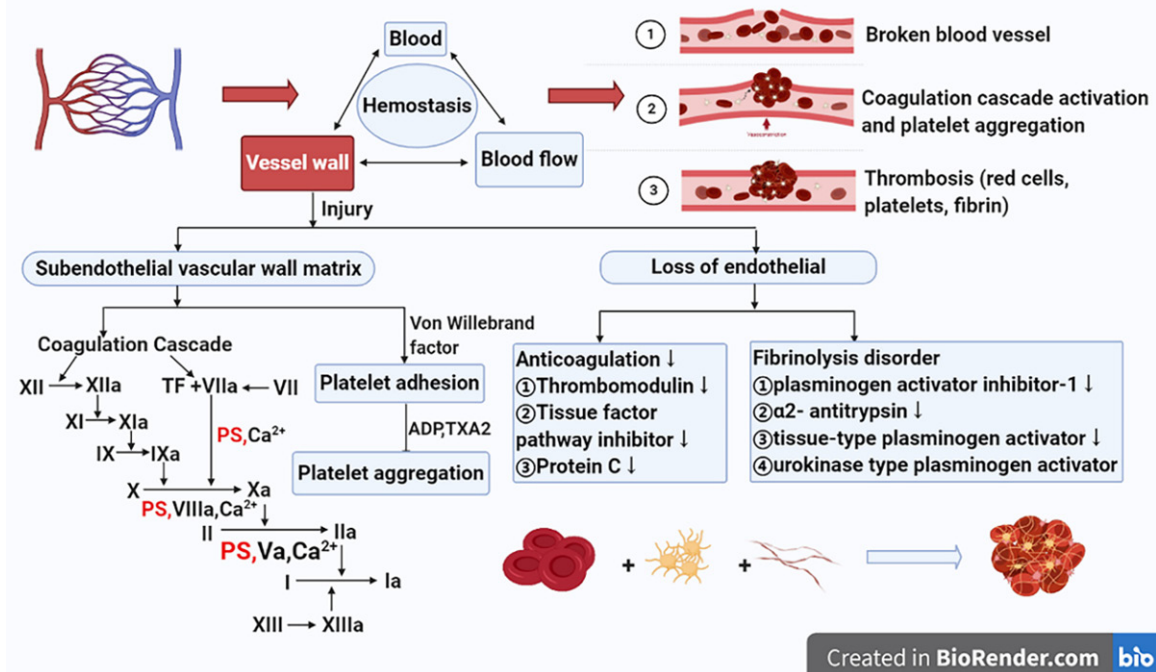 Blood
Hemostasis
Vessel wall
Blood flow
Injury
① Broken blood vessel
② Coagulation cascade activation
and platelet aggregation
Vasoconstriction
③ Thrombosis (red cells,
platelets, fibrin)
Subendothelial vascular wall matrix
Loss of endothelial
Coagulation Cascade
XII XIIa TF +VIIa VII
XI XIa
PS,Ca²⁺
IX IXa
X Xa
PS,VIIIa,Ca²⁺
II IIa
PS,Va,Ca²⁺
I Ia
XIII XIIIa
Von Willebrand
factor
Platelet adhesion
ADP,TXA2
Platelet aggregation
Anticoagulation ↓
①Thrombomodulin ↓
②Tissue factor
pathway inhibitor ↓
③Protein C ↓
Fibrinolysis disorder
①plasminogen activator inhibitor-1 ↓
②α2- antitrypsin ↓
③tissue-type plasminogen activator ↓
④urokinase type plasminogen activator
+ +
Created in BioRender.com bio